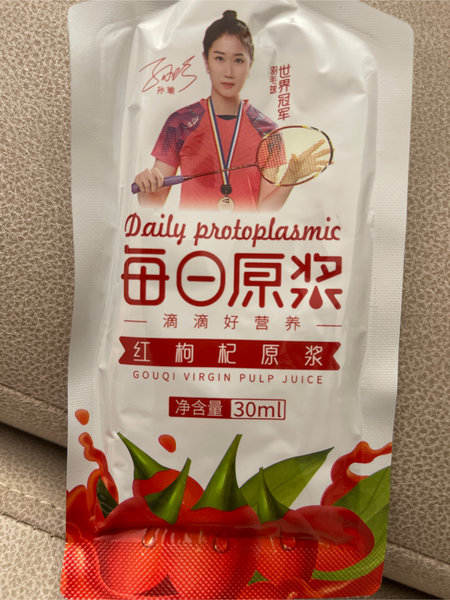 孙瑜
羽毛球
世界冠军
Daily protoplasmic
每日原浆
滴滴好营养
红枸杞原浆
GOUQI VIRGIN PULP JUICE
净含量 30ml